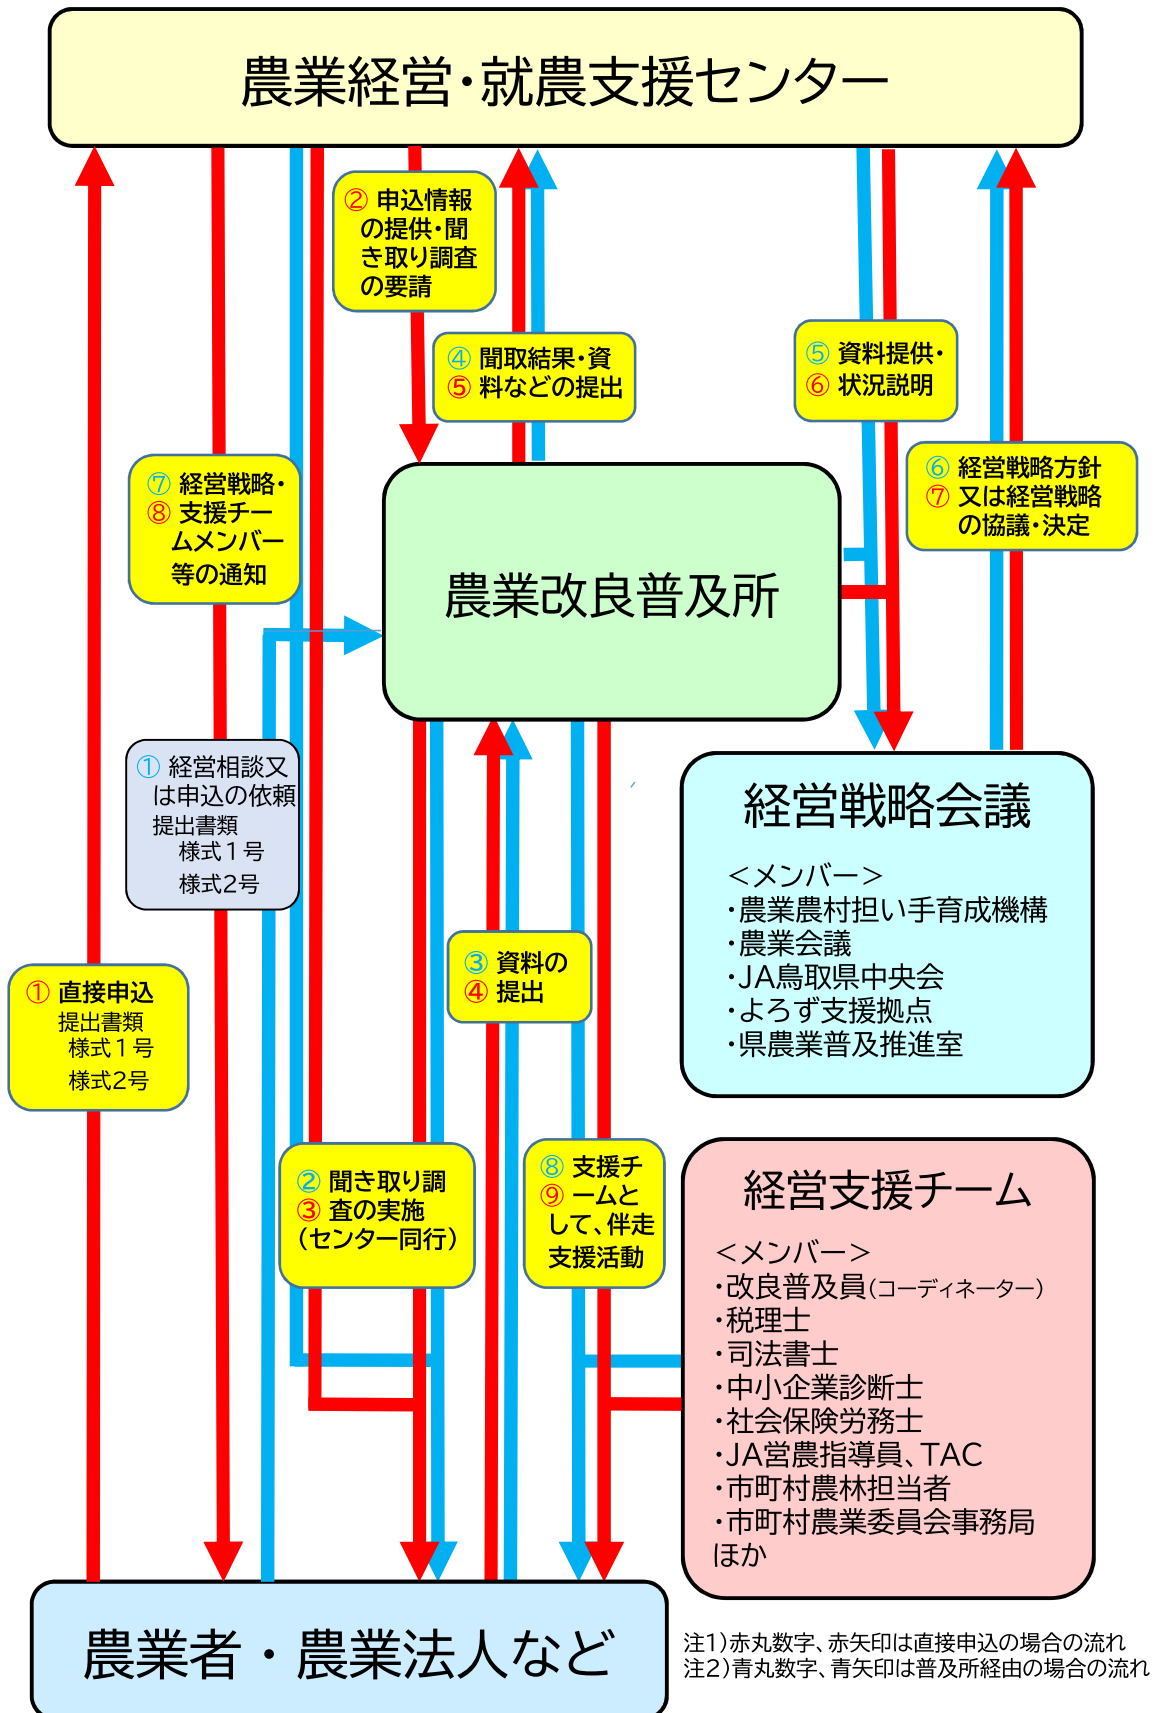 農業経営・就農支援センター
② 申込情報
の提供・聞
き取り調査
の要請
④ 聞取結果・資
⑤ 料などの提出
⑤ 資料提供・
⑥ 状況説明
⑥ 経営戦略方針
⑦ 又は経営戦略
の協議・決定
⑦ 経営戦略・
⑧ 支援チー
ムメンバー
等の通知
農業改良普及所
① 経営相談又
は申込の依頼
提出書類
様式１号
様式２号
経営戦略会議
＜メンバー＞
・農業農村担い手育成機構
・農業会議
・JA鳥取県中央会
・よろず支援拠点
・県農業普及推進室
③ 資料の
④ 提出
① 直接申込
提出書類
様式１号
様式２号
② 聞き取り調
③ 査の実施
（センター同行）
⑧ 支援チ
⑨ ームと
して、伴走
支援活動
経営支援チーム
＜メンバー＞
・改良普及員（コーディネーター）
・税理士
・司法書士
・中小企業診断士
・社会保険労務士
・JA営農指導員、TAC
・市町村農林担当者
・市町村農業委員会事務局
ほか
農業者・農業法人など
注１）赤丸数字、赤矢印は直接申込の場合の流れ
注２）青丸数字、青矢印は普及所経由の場合の流れ